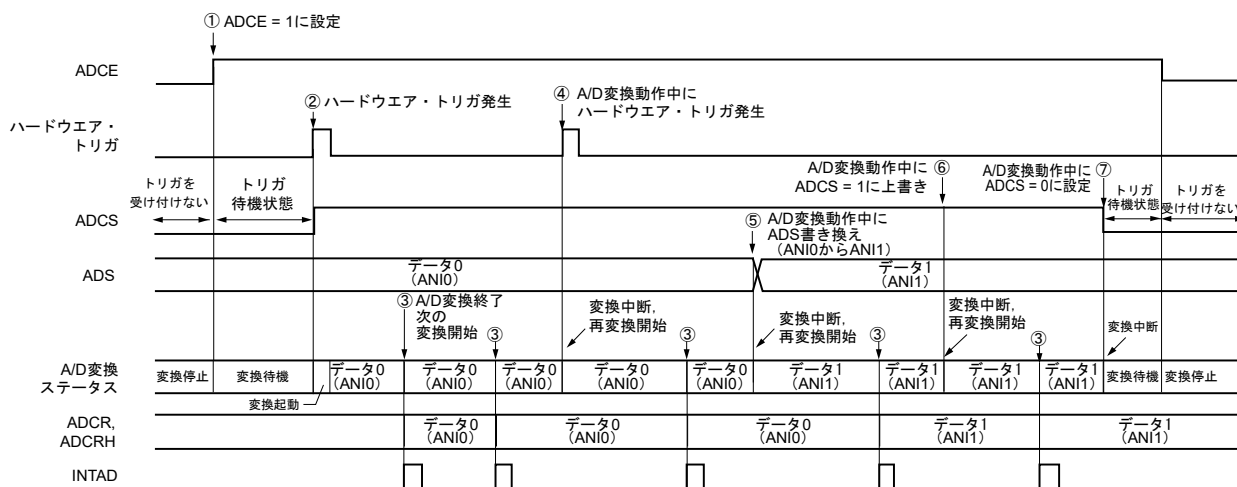 ① ADCE = 1に設定
ADCE
② ハードウエア・トリガ発生
④ A/D変換動作中に
ハードウエア・トリガ発生
ハードウエア・
トリガ
トリガを
受け付けない
トリガ
待機状態
A/D変換動作中に ⑥
ADCS = 1に上書き
A/D変換動作中に ⑦
ADCS = 0に設定
トリガ
待機状態
トリガを
受け付けない
ADCS
⑤ A/D変換動作中に
ADS書き換え
(ANI0からANI1)
ADS
データ0
(ANI0)
データ1
(ANI1)
③ A/D変換終了
次の
変換開始
③
変換中断,
再変換開始
③
変換中断,
再変換開始
③
変換中断,
再変換開始
③
変換中断
A/D変換
ステータス
変換停止
変換待機
変換起動
データ0
(ANI0)
データ0
(ANI0)
データ0
(ANI0)
データ0
(ANI0)
データ0
(ANI0)
データ1
(ANI1)
データ1
(ANI1)
データ1
(ANI1)
データ1
(ANI1)
変換待機
変換停止
ADCR,
ADCRH
データ0
(ANI0)
データ0
(ANI0)
データ0
(ANI0)
データ1
(ANI1)
データ1
(ANI1)
INTAD